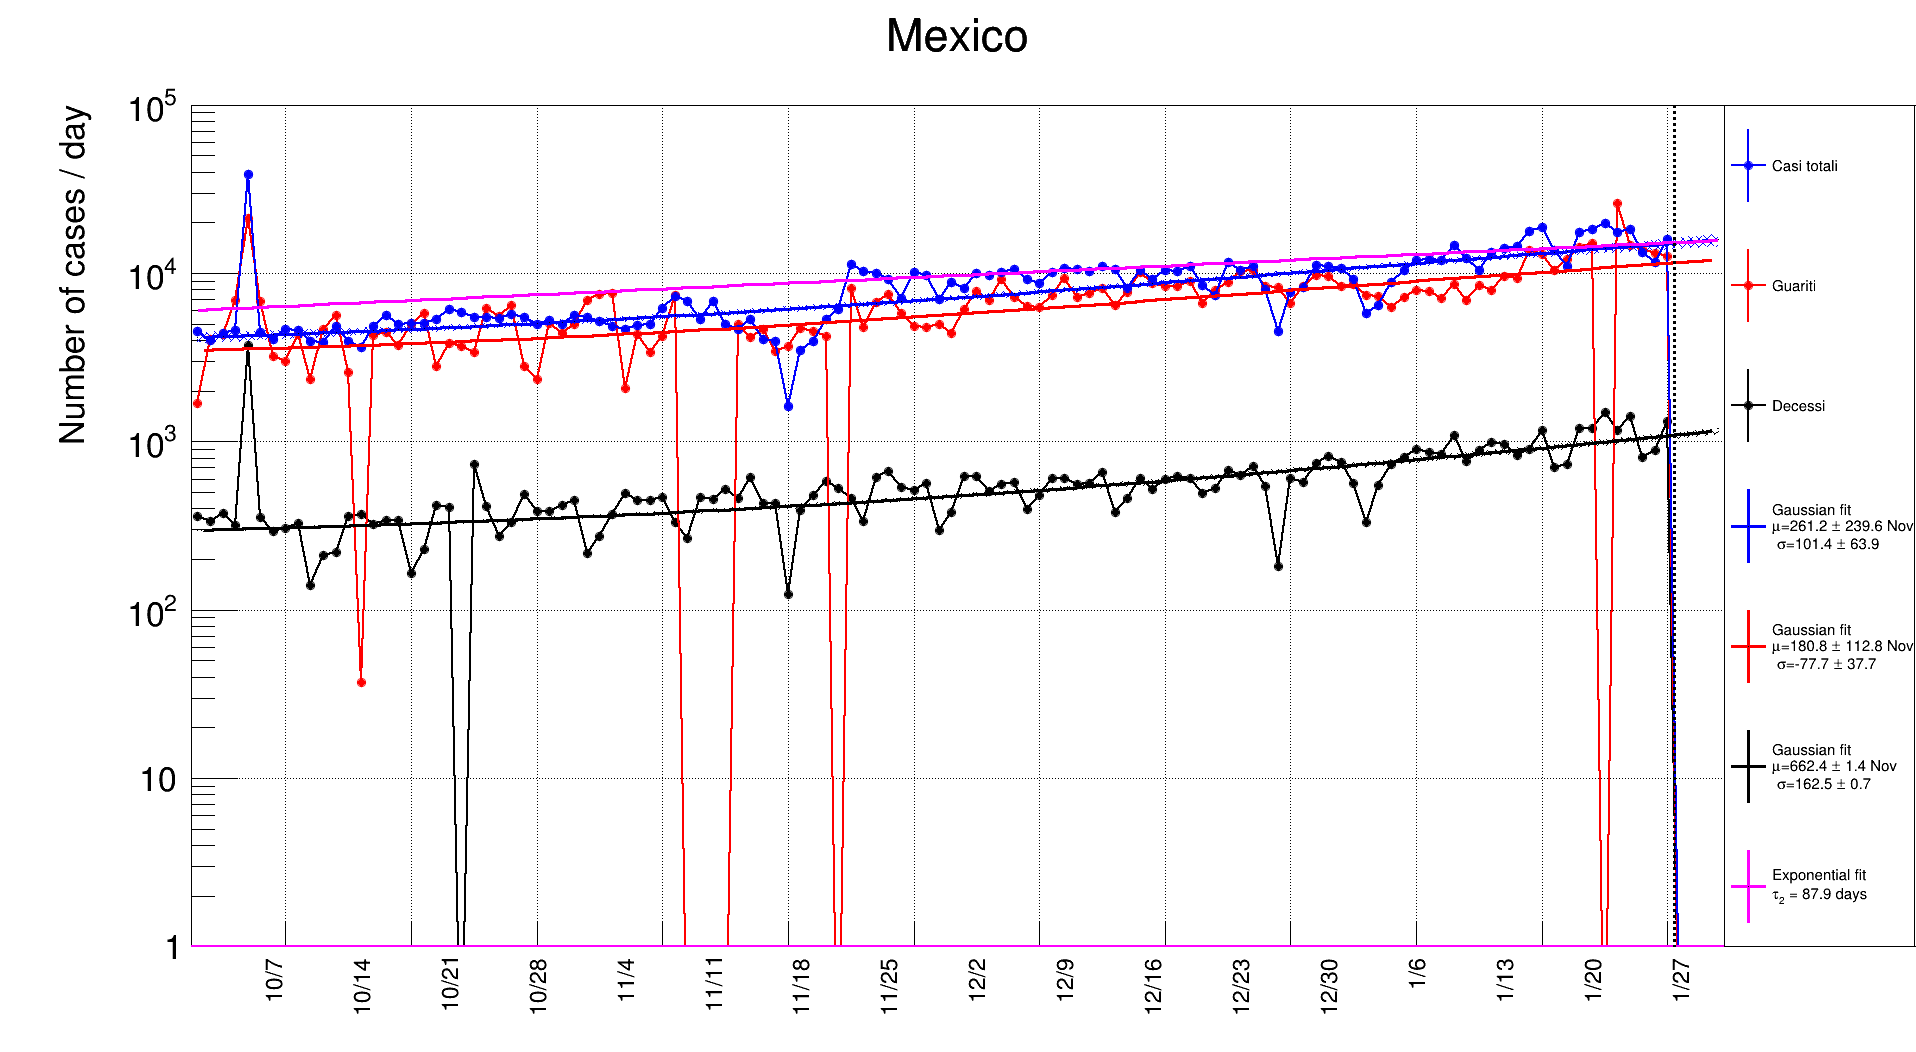 Mexico
Number of cases / day
10^5
10^4
10^3
10^2
10
1
10/7
10/14
10/21
10/28
11/4
11/11
11/18
11/25
12/2
12/9
12/16
12/23
12/30
1/6
1/13
1/20
1/27
Casi totali
Guariti
Decessi
Gaussian fit
μ=261.2 ± 239.6 Nov
σ=101.4 ± 63.9
Gaussian fit
μ=180.8 ± 112.8 Nov
σ=-77.7 ± 37.7
Gaussian fit
μ=662.4 ± 1.4 Nov
σ=162.5 ± 0.7
Exponential fit
τ₂ = 87.9 days